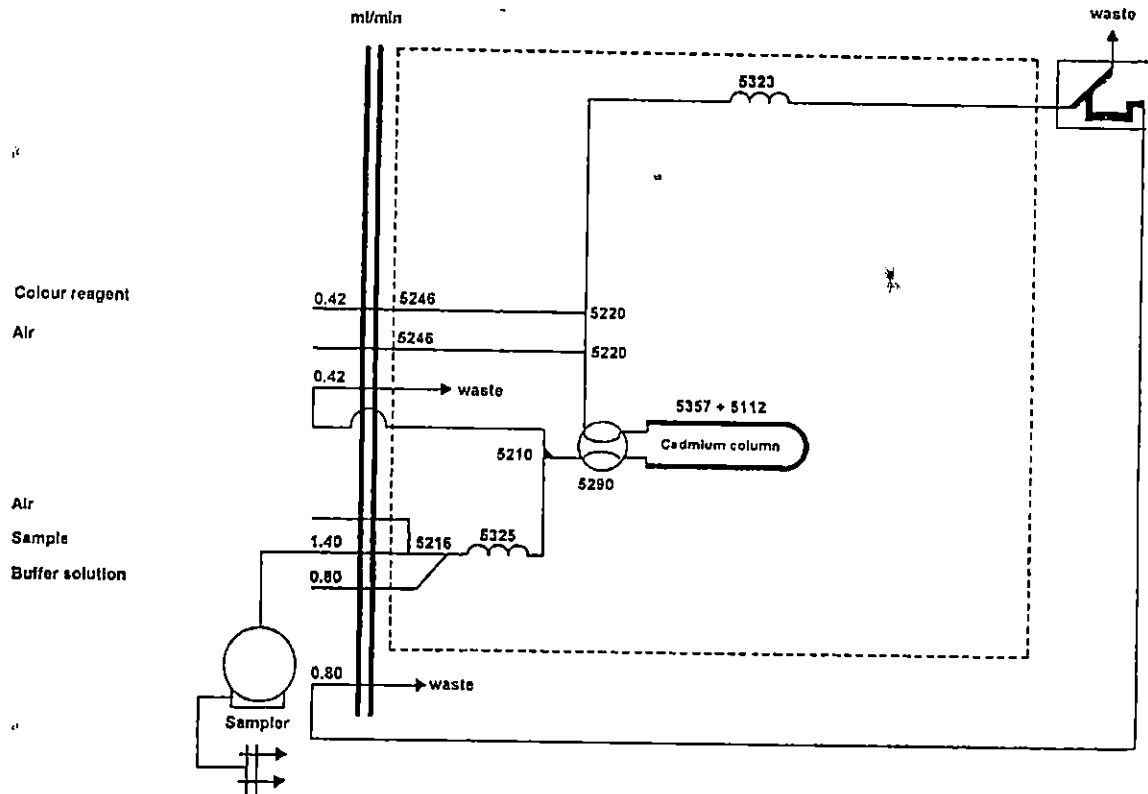 ml/min
waste
5323
Colour reagent
0.42
5246
5220
Air
5246
5220
0.42
waste
5357 + 5112
Cadmium column
5210
5290
Air
Sample
1.40
5216
5325
Buffer solution
0.80
0.80
waste
Sampler